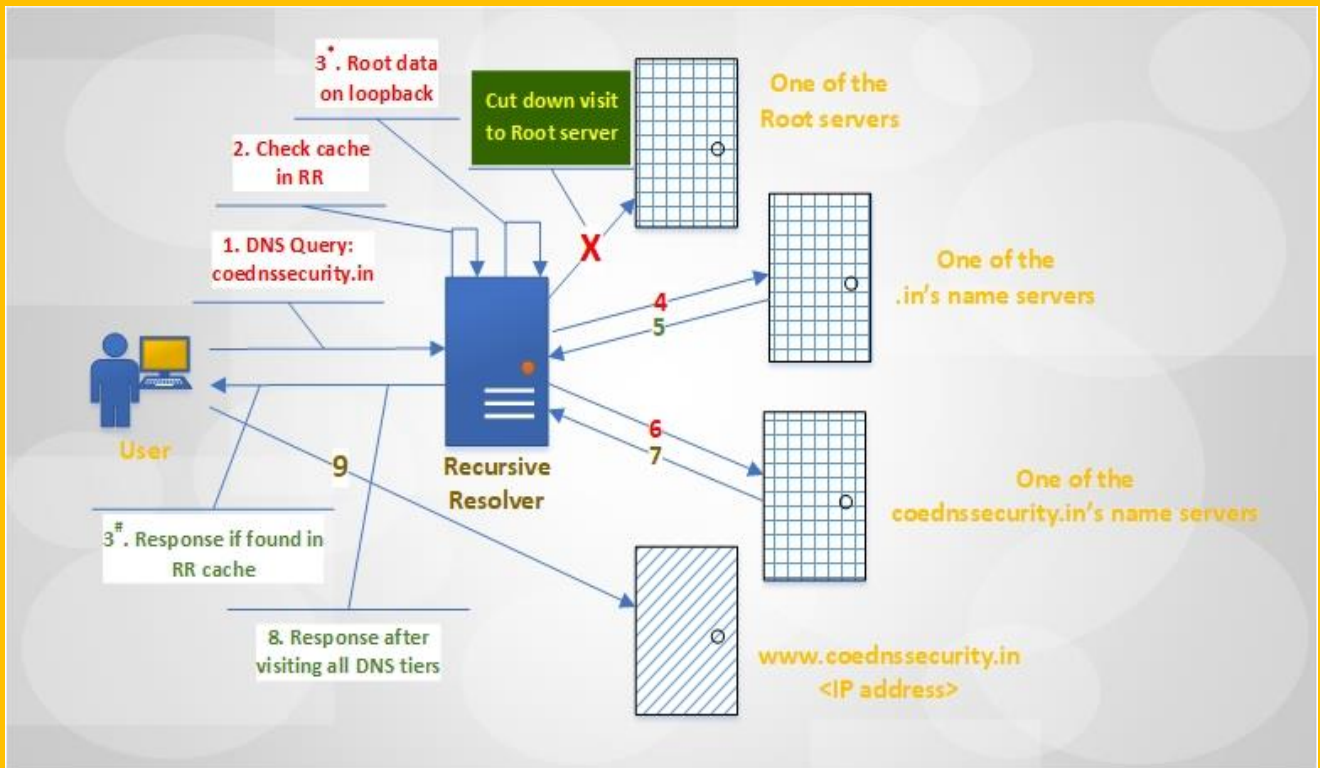 3*. Root data
on loopback
Cut down visit
to Root server
One of the
Root servers
2. Check cache
in RR
1. DNS Query:
coednssecurity.in
X
One of the
.in's name servers
4
5
User
Recursive
Resolver
6
7
9
One of the
coednssecurity.in's name servers
3#. Response if found in
RR cache
8. Response after
visiting all DNS tiers
www.coednssecurity.in
<IP address>